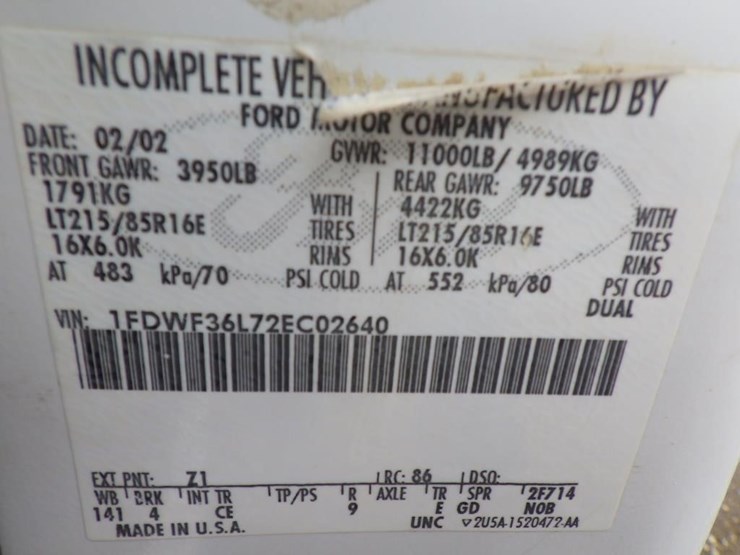 INCOMPLETE VEH MANUFACTURED BY
FORD MOTOR COMPANY
DATE: 02/02 GVWR: 11000LB/ 4989KG
FRONT GAWR: 3950LB REAR GAWR: 9750LB
1791KG WITH 4422KG WITH
LT215/85R16E TIRES LT215/85R16E TIRES
16X6.0K RIMS 16X6.0K RIMS
AT 483 kPa/70 PSI COLD AT 552 kPa/80 PSI COLD
DUAL
VIN: 1FDWF36L72EC02640
EXT PNT: Z1 RC: 86 DSO:
WB BRK INT TR TP/PS R AXLE TR SPR 2F714
141 4 CE 9 E GD NOB
MADE IN U.S.A. UNC ▽2U5A-1520472-AA